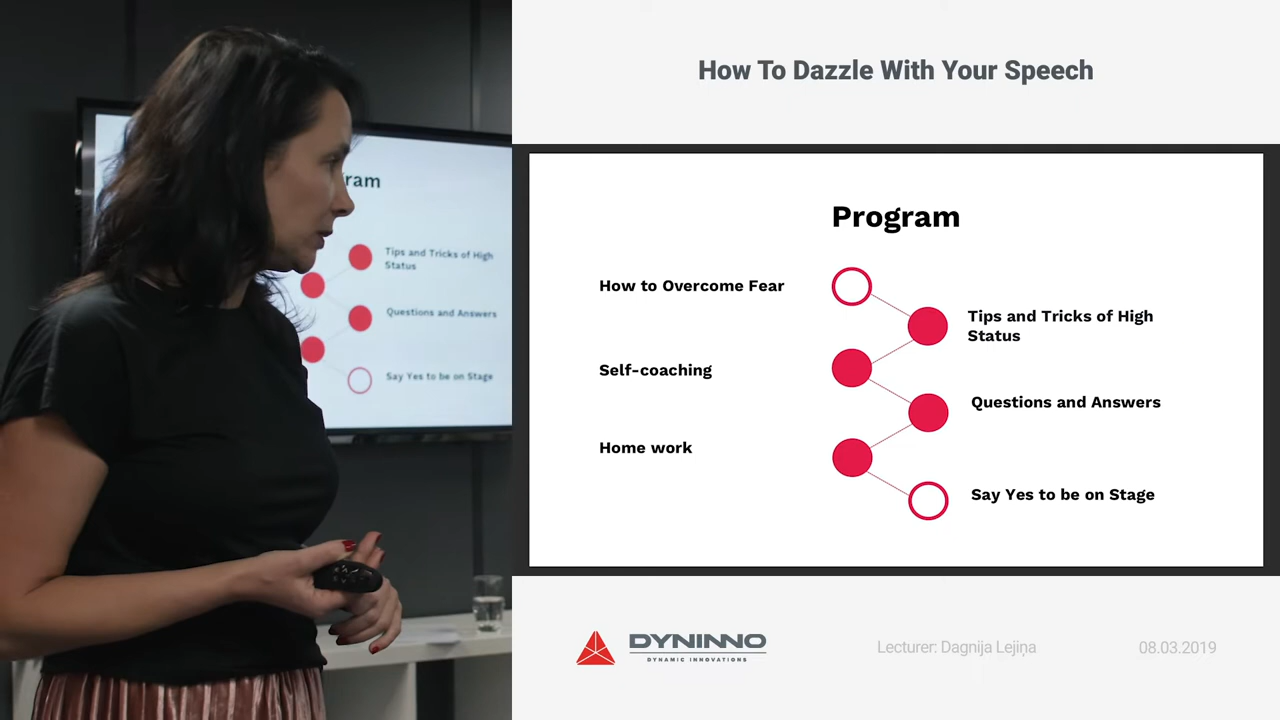 How To Dazzle With Your Speech
ram
Tips and Tricks of High
Status
Questions and Answers
Say Yes to be on Stage
Program
How to Overcome Fear
Tips and Tricks of High
Status
Self-coaching
Questions and Answers
Home work
Say Yes to be on Stage
DYNINNO
DYNAMIC INNOVATIONS
Lecturer: Dagnija Lejiņa
08.03.2019